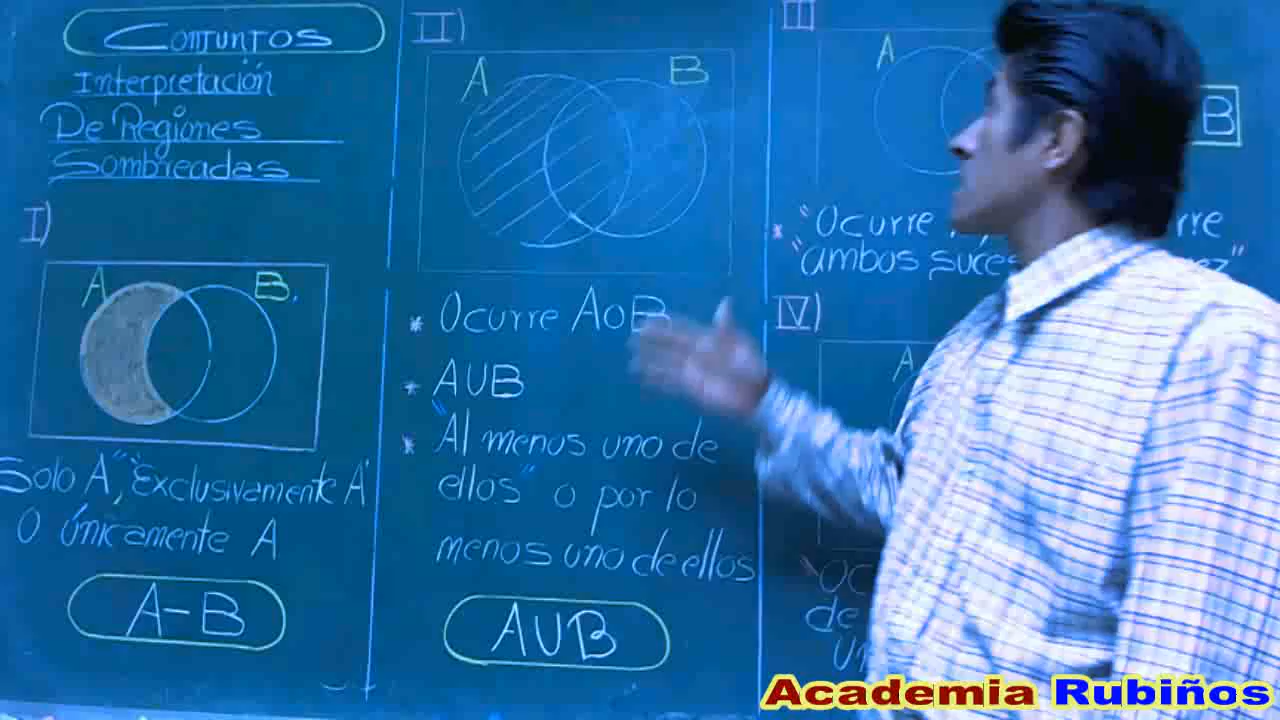 Conjuntos
Interpretación
De Regiones
Sombreadas
I)
A B.
Solo A", "Exclusivamente A"
O únicamente A
A-B
II)
A B
* Ocurre A o B
* AUB
* "Al menos uno de
ellos" o por lo
menos uno de ellos
AUB
III)
A
B
* "Ocurre
"ambos
IV)
A
de
Academia Rubiños